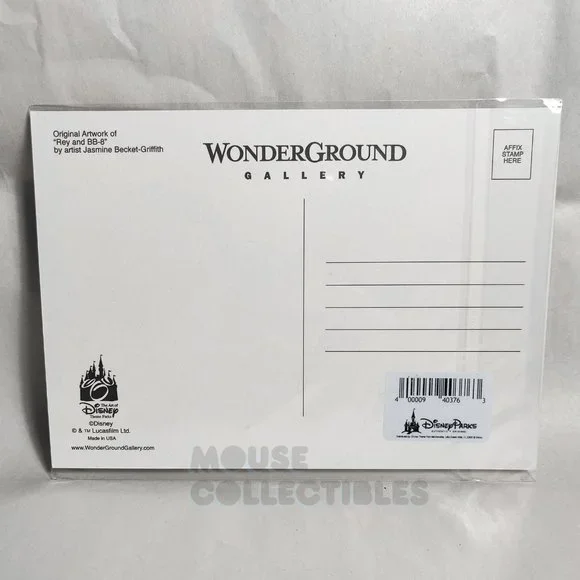 Original Artwork of
"Rey and BB-8"
by artist Jasmine Becket-Griffith
WONDERGROUND
GALLERY
AFFIX
STAMP
HERE
The Art of
Disney
Theme Parks
©Disney
© & ™ Lucasfilm Ltd.
Made in USA
www.WonderGroundGallery.com
4 00009 40376 3
Disney Parks
MOUSE
COLLECTIBLES